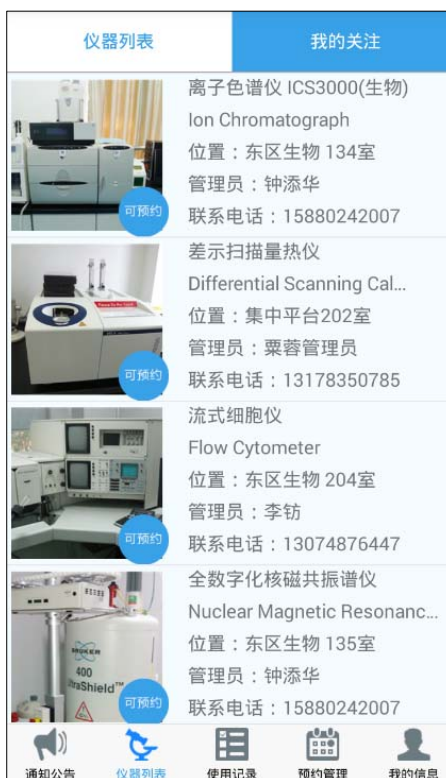 仪器列表
我的关注
离子色谱仪 ICS3000(生物)
Ion Chromatograph
位置：东区生物 134室
管理员：钟添华
联系电话：15880242007
可预约
差示扫描量热仪
Differential Scanning Cal...
位置：集中平台202室
管理员：粟蓉管理员
联系电话：13178350785
可预约
流式细胞仪
Flow Cytometer
位置：东区生物 204室
管理员：李钫
联系电话：13074876447
可预约
全数字化核磁共振谱仪
Nuclear Magnetic Resonanc...
位置：东区生物 135室
管理员：钟添华
联系电话：15880242007
BRUKER
400
UltraShield™
可预约
通知公告
仪器列表
使用记录
预约管理
我的信息